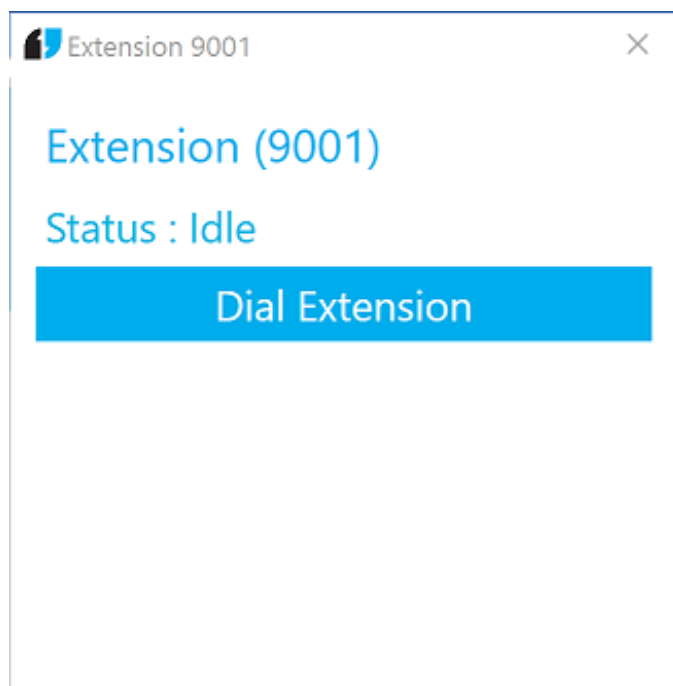 Extension 9001
Extension (9001)
Status : Idle
Dial Extension